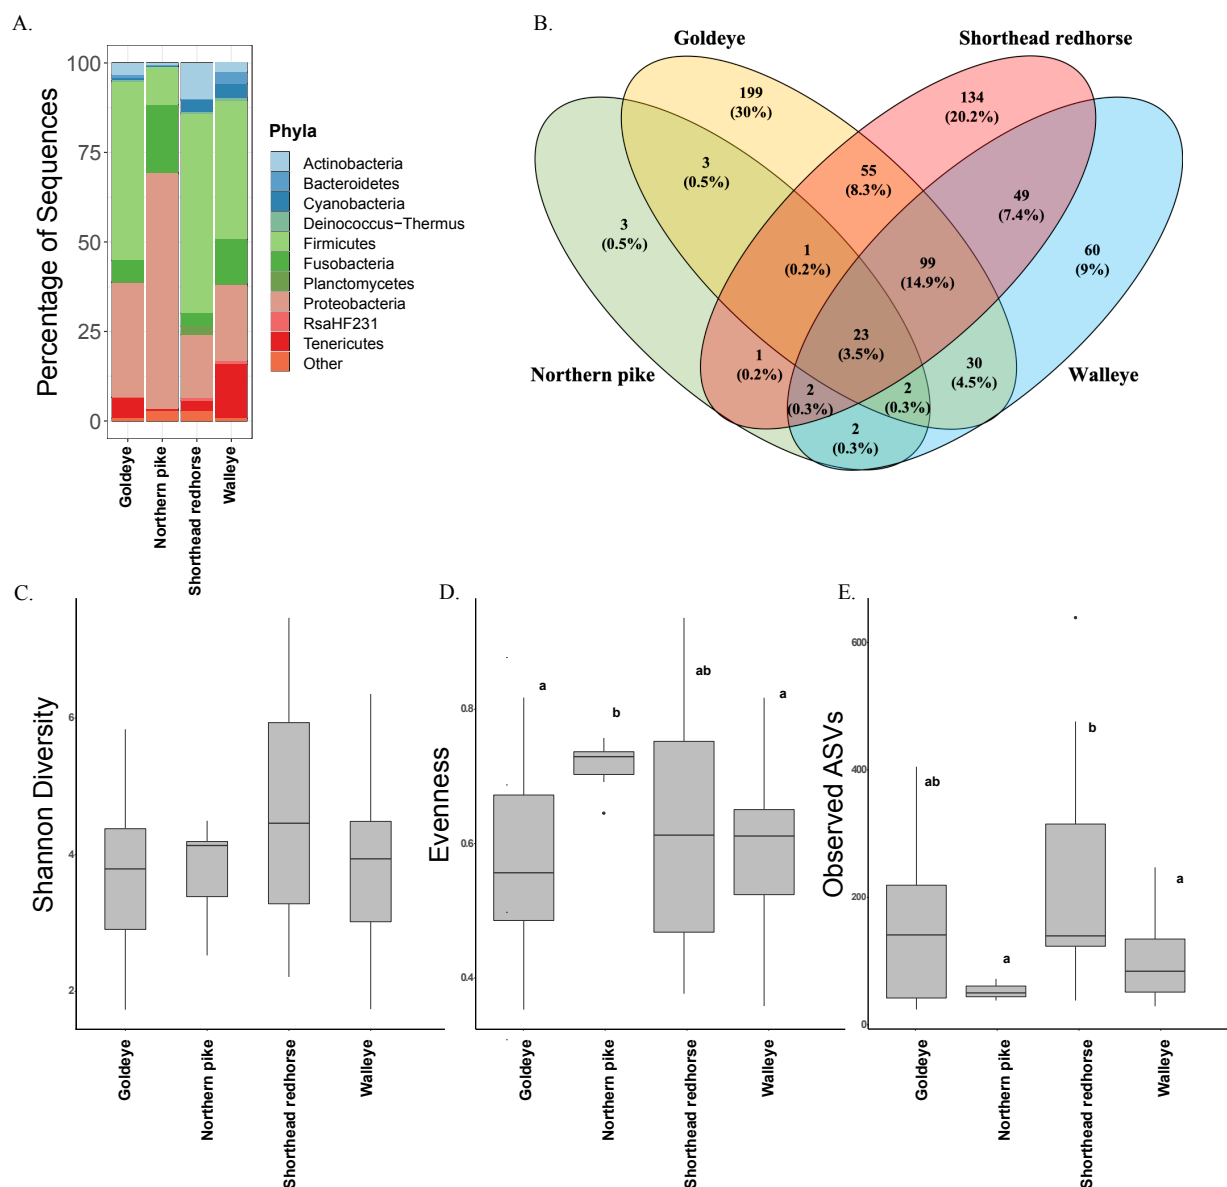 A.
100
75
50
25
0
Percentage of Sequences
Goldeye
Northern pike
Shorthead redhorse
Walleye
Phyla
Actinobacteria
Bacteroidetes
Cyanobacteria
Deinococcus−Thermus
Firmicutes
Fusobacteria
Planctomycetes
Proteobacteria
RsaHF231
Tenericutes
Other
B.
Goldeye
Shorthead redhorse
Northern pike
Walleye
199
(30%)
134
(20.2%)
3
(0.5%)
55
(8.3%)
49
(7.4%)
3
(0.5%)
1
(0.2%)
99
(14.9%)
60
(9%)
23
(3.5%)
1
(0.2%)
30
(4.5%)
2
(0.3%)
2
(0.3%)
2
(0.3%)
C.
Shannon Diversity
6
4
2
Goldeye
Northern pike
Shorthead redhorse
Walleye
D.
Evenness
0.8
0.6
0.4
a
b
ab
a
Goldeye
Northern pike
Shorthead redhorse
Walleye
E.
Observed ASVs
600
400
200
0
ab
a
b
a
Goldeye
Northern pike
Shorthead redhorse
Walleye